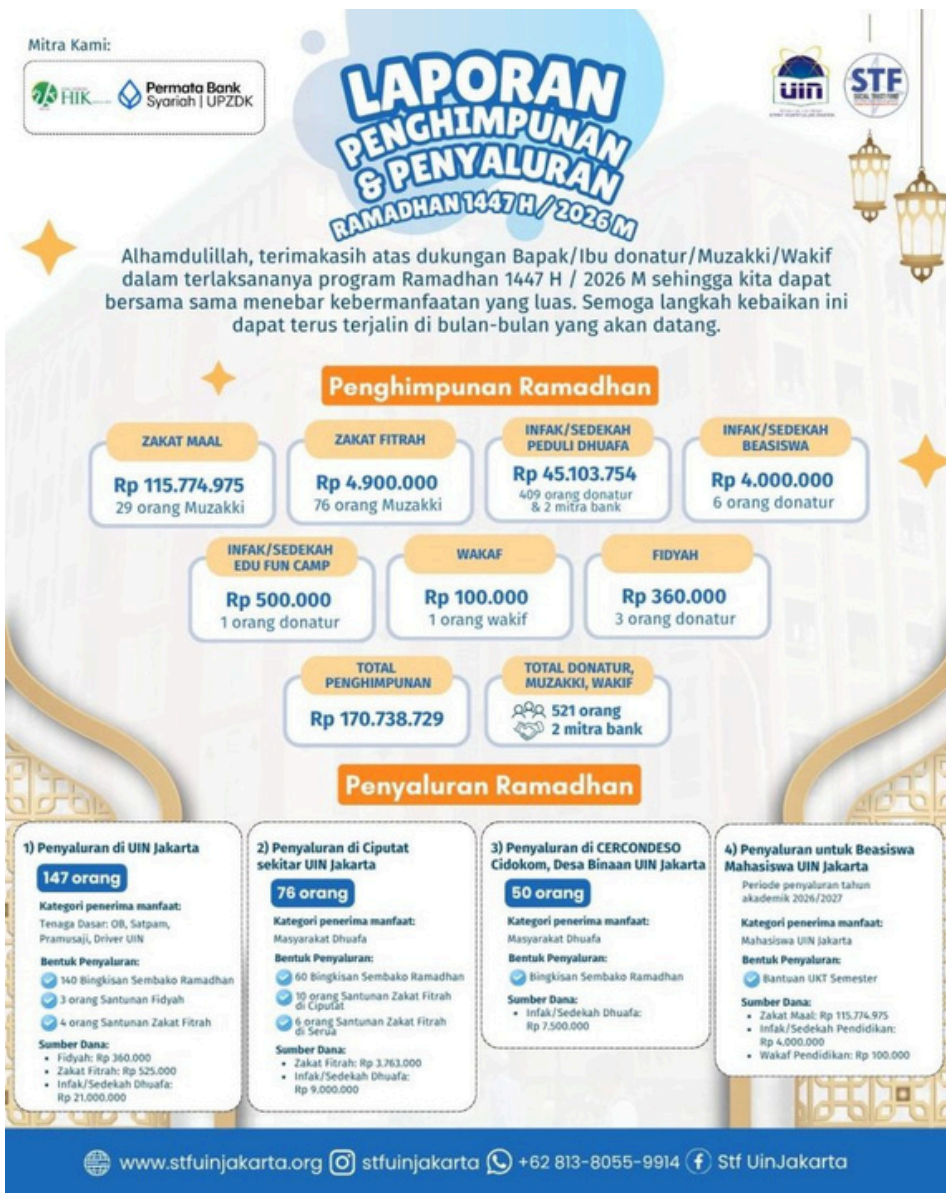 Mitra Kami:
HIK
Permata Bank
Syariah | UPZDK
LAPORAN
PENGHIMPUNAN
& PENYALURAN
RAMADHAN 1447 H / 2026 M
uin
STF
Alhamdulillah, terimakasih atas dukungan Bapak/Ibu donatur/Muzakki/Wakif
dalam terlaksananya program Ramadhan 1447 H / 2026 M sehingga kita dapat
bersama sama menebar kebermanfaatan yang luas. Semoga langkah kebaikan ini
dapat terus terjalin di bulan-bulan yang akan datang.
Penghimpunan Ramadhan
ZAKAT MAAL
Rp 115.774.975
29 orang Muzakki
ZAKAT FITRAH
Rp 4.900.000
76 orang Muzakki
INFAK/SEDEKAH
PEDULI DHUAFA
Rp 45.103.754
409 orang donatur
& 2 mitra bank
INFAK/SEDEKAH
BEASISWA
Rp 4.000.000
6 orang donatur
INFAK/SEDEKAH
EDU FUN CAMP
Rp 500.000
1 orang donatur
WAKAF
Rp 100.000
1 orang wakif
FIDYAH
Rp 360.000
3 orang donatur
TOTAL
PENGHIMPUNAN
Rp 170.738.729
TOTAL DONATUR,
MUZAKKI, WAKIF
521 orang
2 mitra bank
Penyaluran Ramadhan
1) Penyaluran di UIN Jakarta
147 orang
Kategori penerima manfaat:
Tenaga Dasar: OB, Satpam,
Pramusaji, Driver UIN
Bentuk Penyaluran:
140 Bingkisan Sembako Ramadhan
3 orang Santunan Fidyah
4 orang Santunan Zakat Fitrah
Sumber Dana:
• Fidyah: Rp 360.000
• Zakat Fitrah: Rp 525.000
• Infak/Sedekah Dhuafa:
Rp 21.000.000
2) Penyaluran di Ciputat
sekitar UIN Jakarta
76 orang
Kategori penerima manfaat:
Masyarakat Dhuafa
Bentuk Penyaluran:
60 Bingkisan Sembako Ramadhan
10 orang Santunan Zakat Fitrah
di Ciputat
6 orang Santunan Zakat Fitrah
di Serua
Sumber Dana:
• Zakat Fitrah: Rp 3.763.000
• Infak/Sedekah Dhuafa:
Rp 9.000.000
3) Penyaluran di CERCONDESO
Cidokom, Desa Binaan UIN Jakarta
50 orang
Kategori penerima manfaat:
Masyarakat Dhuafa
Bentuk Penyaluran:
Bingkisan Sembako Ramadhan
Sumber Dana:
• Infak/Sedekah Dhuafa:
Rp 7.500.000
4) Penyaluran untuk Beasiswa
Mahasiswa UIN Jakarta
Periode penyaluran tahun
akademik 2026/2027
Kategori penerima manfaat:
Mahasiswa UIN Jakarta
Bentuk Penyaluran:
Bantuan UKT Semester
Sumber Dana:
• Zakat Maal: Rp 115.774.975
• Infak/Sedekah Pendidikan:
Rp 4.000.000
• Wakaf Pendidikan: Rp 100.000
www.stfuinjakarta.org
stfuinjakarta
+62 813-8055-9914
Stf UinJakarta